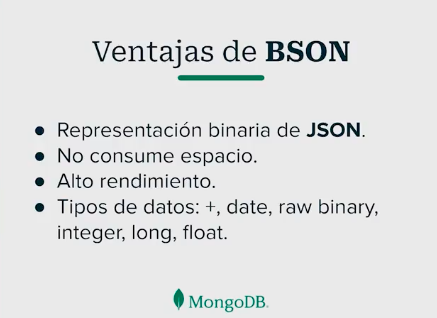 Ventajas de BSON
● Representación binaria de JSON.
● No consume espacio.
● Alto rendimiento.
● Tipos de datos: +, date, raw binary,
integer, long, float.
MongoDB®